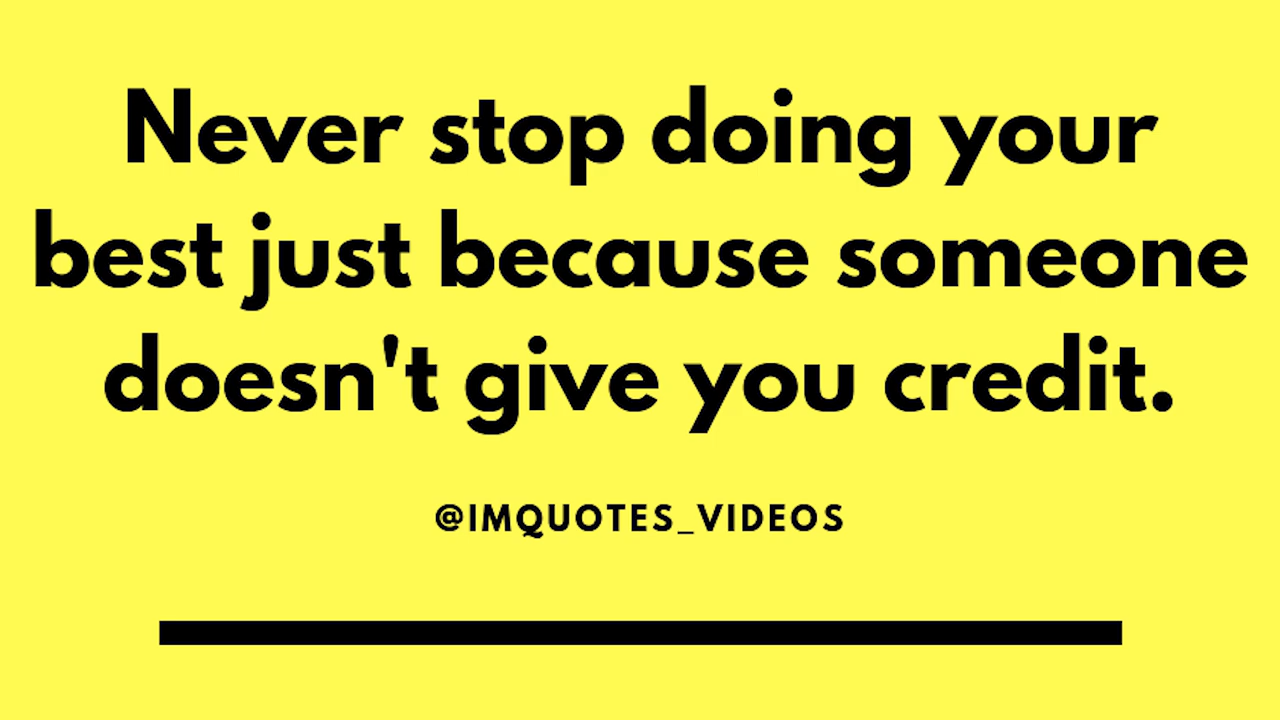 Never stop doing your
best just because someone
doesn't give you credit.
@IMQUOTES_VIDEOS